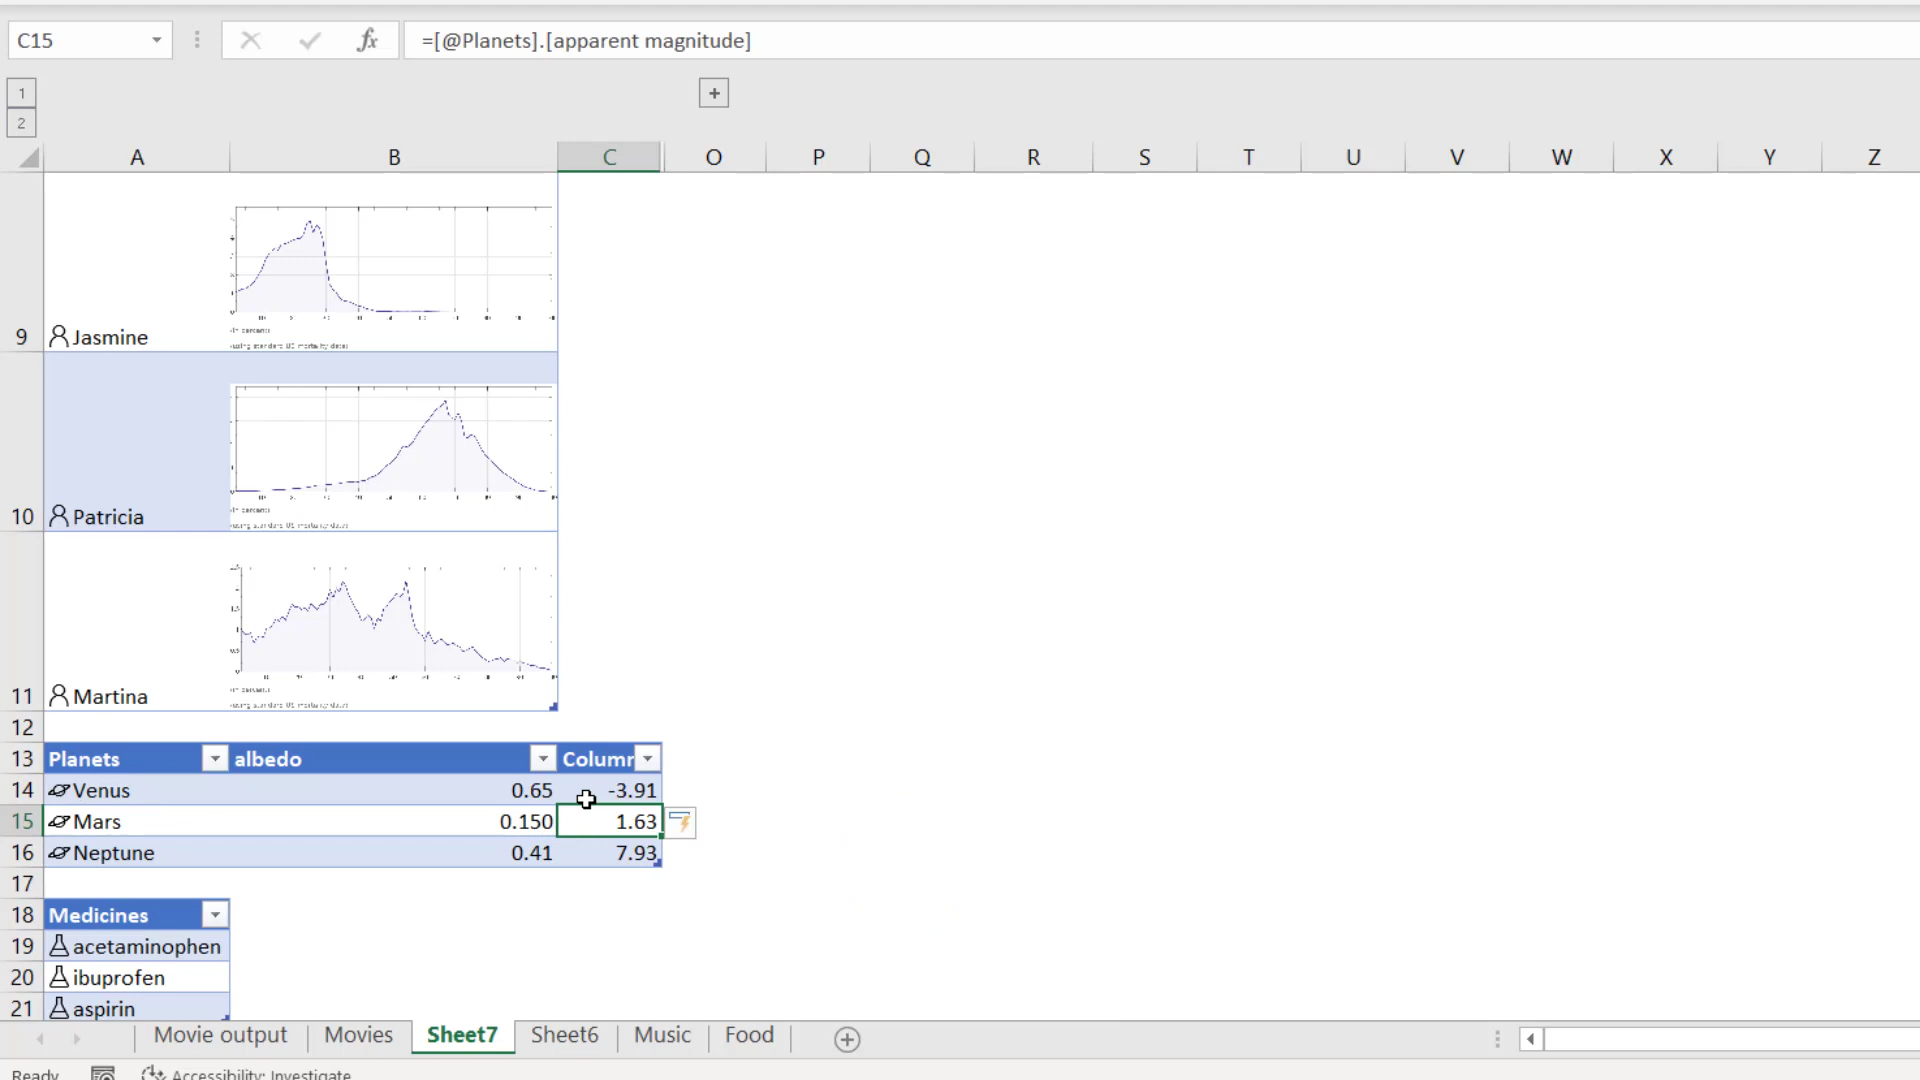 C15
fx
=[@Planets].[apparent magnitude]
1
2
+
A B C O P Q R S T U V W X Y Z
9 Jasmine
10 Patricia
11 Martina
12
13 Planets albedo Column
14 Venus 0.65 -3.91
15 Mars 0.150 1.63
16 Neptune 0.41 7.93
17
18 Medicines
19 acetaminophen
20 ibuprofen
21 aspirin
Movie output Movies Sheet7 Sheet6 Music Food
Ready Accessibility: Investigate